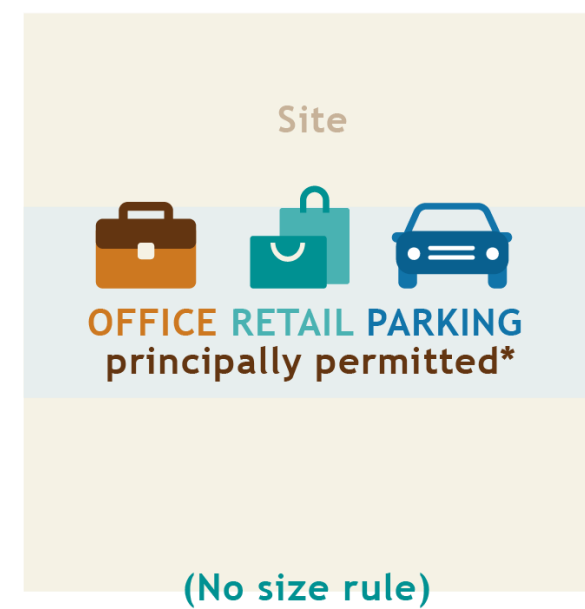 Site
OFFICE RETAIL PARKING
principally permitted*
(No size rule)